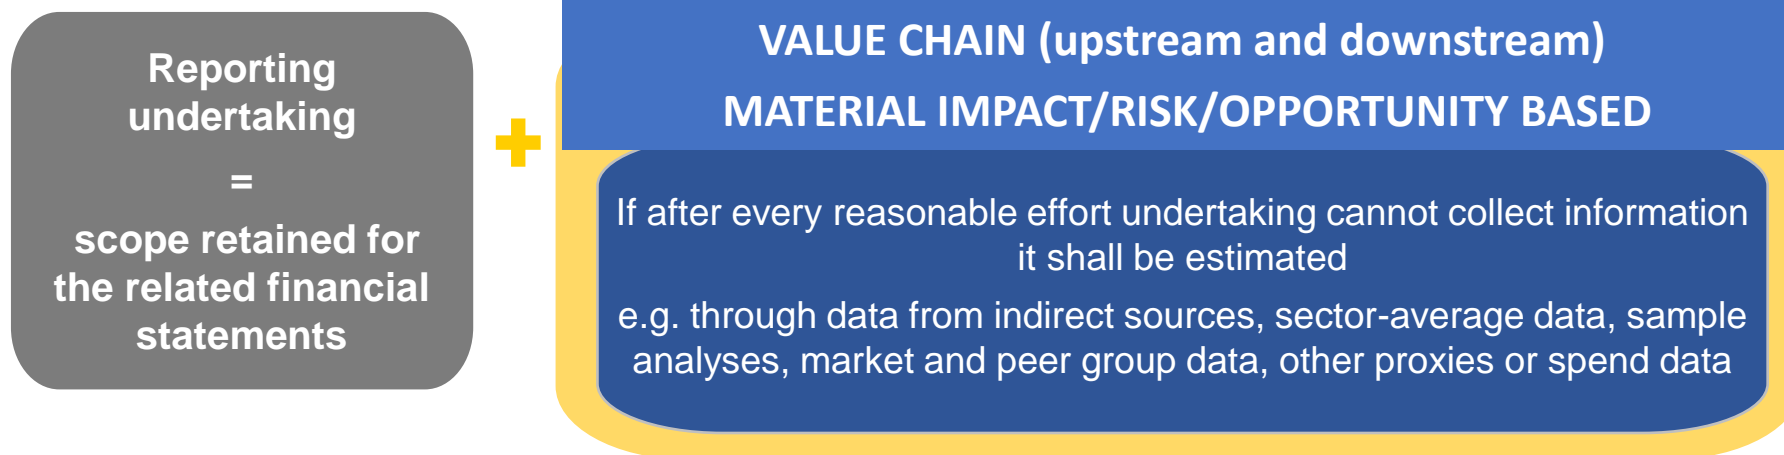 Reporting
undertaking
=
scope retained for
the related financial
statements
VALUE CHAIN (upstream and downstream)
MATERIAL IMPACT/RISK/OPPORTUNITY BASED
If after every reasonable effort undertaking cannot collect information
it shall be estimated
e.g. through data from indirect sources, sector-average data, sample
analyses, market and peer group data, other proxies or spend data